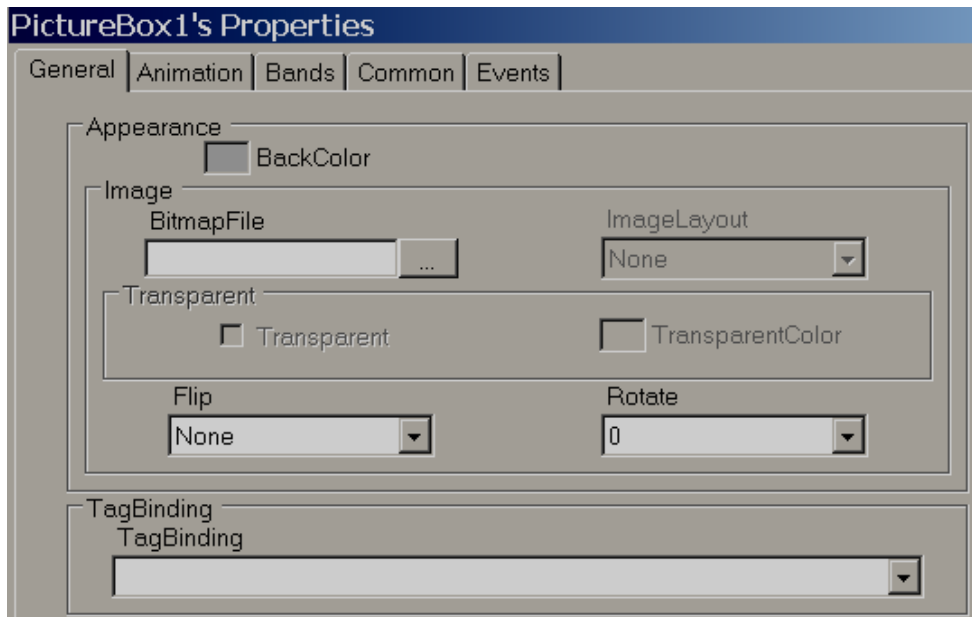 PictureBox1's Properties
General Animation Bands Common Events
Appearance
BackColor
Image
BitmapFile ImageLayout
... None
Transparent
Transparent TransparentColor
Flip Rotate
None 0
TagBinding
TagBinding